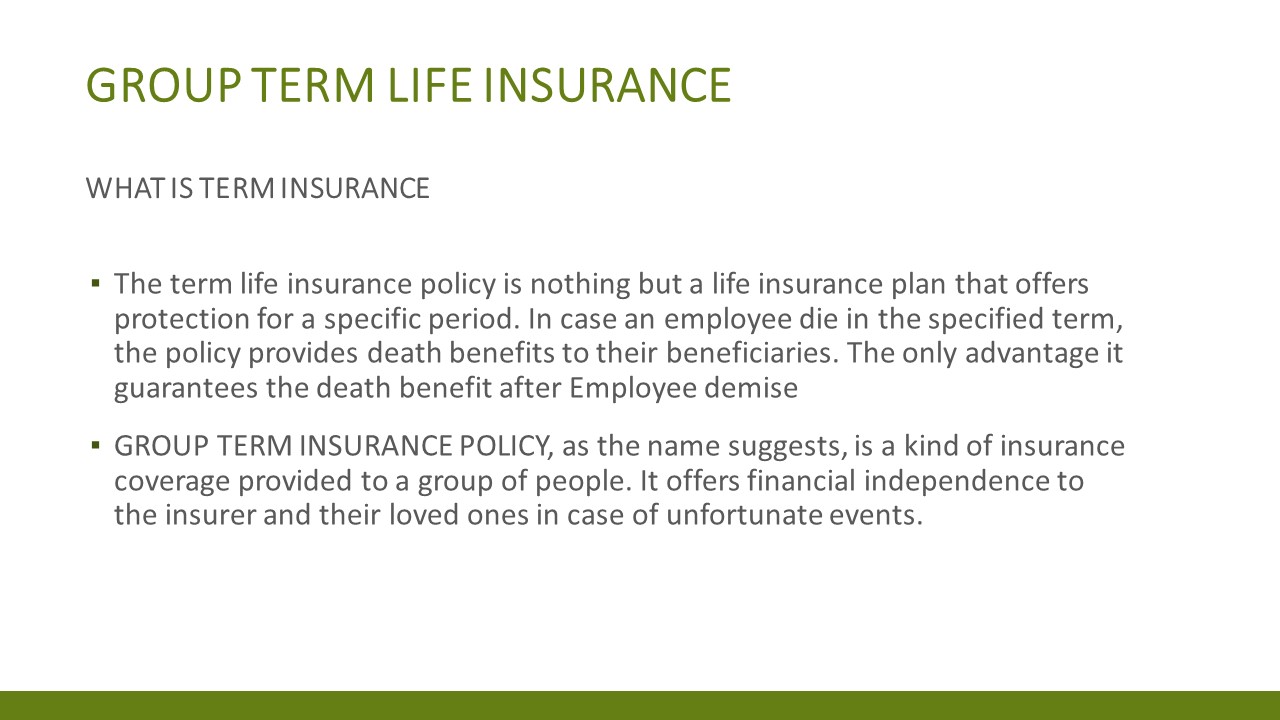 GROUP TERM LIFE INSURANCE
WHAT IS TERM INSURANCE
▪ The term life insurance policy is nothing but a life insurance plan that offers
protection for a specific period. In case an employee die in the specified term,
the policy provides death benefits to their beneficiaries. The only advantage it
guarantees the death benefit after Employee demise
▪ GROUP TERM INSURANCE POLICY, as the name suggests, is a kind of insurance
coverage provided to a group of people. It offers financial independence to
the insurer and their loved ones in case of unfortunate events.